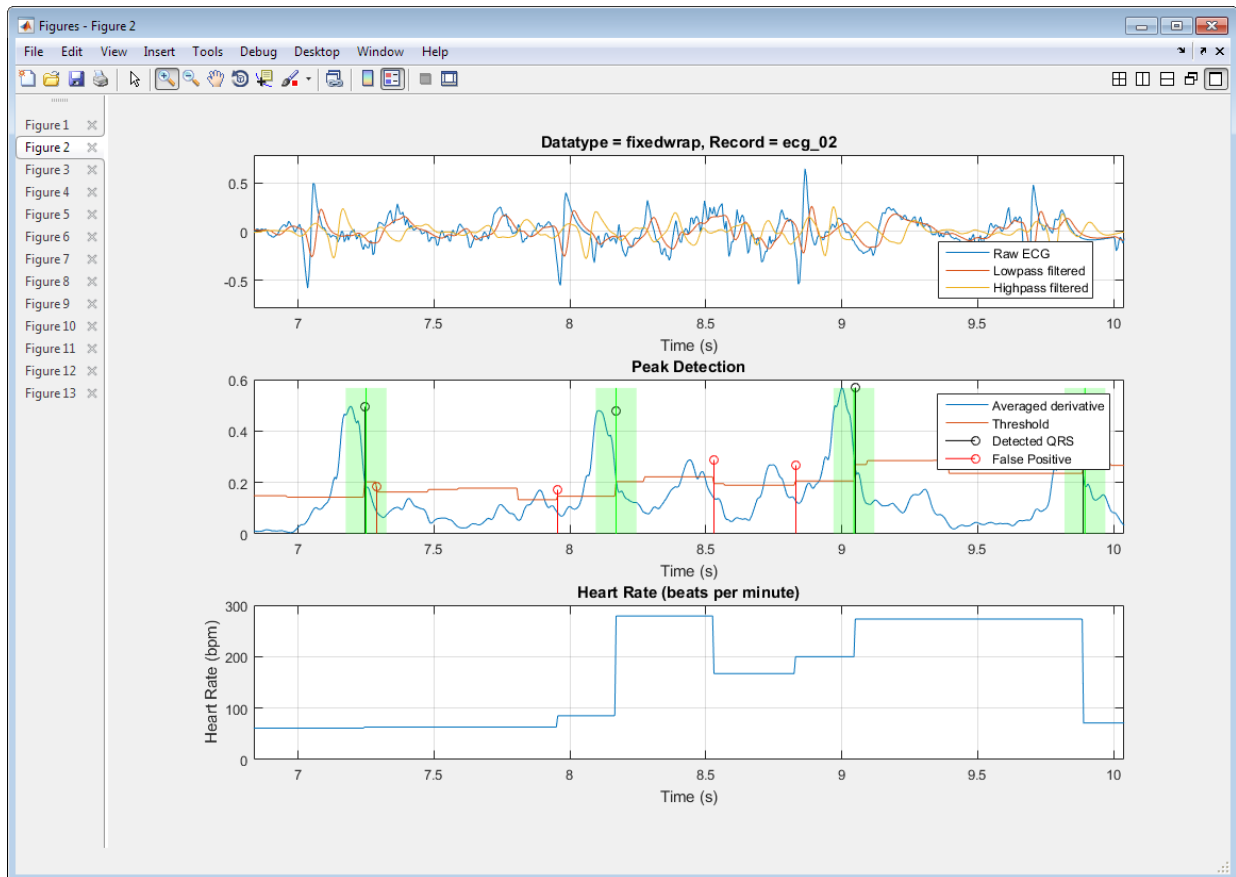 Figures - Figure 2
File Edit View Insert Tools Debug Desktop Window Help
Figure 1
Figure 2
Figure 3
Figure 4
Figure 5
Figure 6
Figure 7
Figure 8
Figure 9
Figure 10
Figure 11
Figure 12
Figure 13
Datatype = fixedwrap, Record = ecg_02
0.5
0
-0.5
Raw ECG
Lowpass filtered
Highpass filtered
7 7.5 8 8.5 9 9.5 10
Time (s)
Peak Detection
0.6
0.4
0.2
0
Averaged derivative
Threshold
Detected QRS
False Positive
7 7.5 8 8.5 9 9.5 10
Time (s)
Heart Rate (beats per minute)
Heart Rate (bpm)
300
200
100
0
7 7.5 8 8.5 9 9.5 10
Time (s)